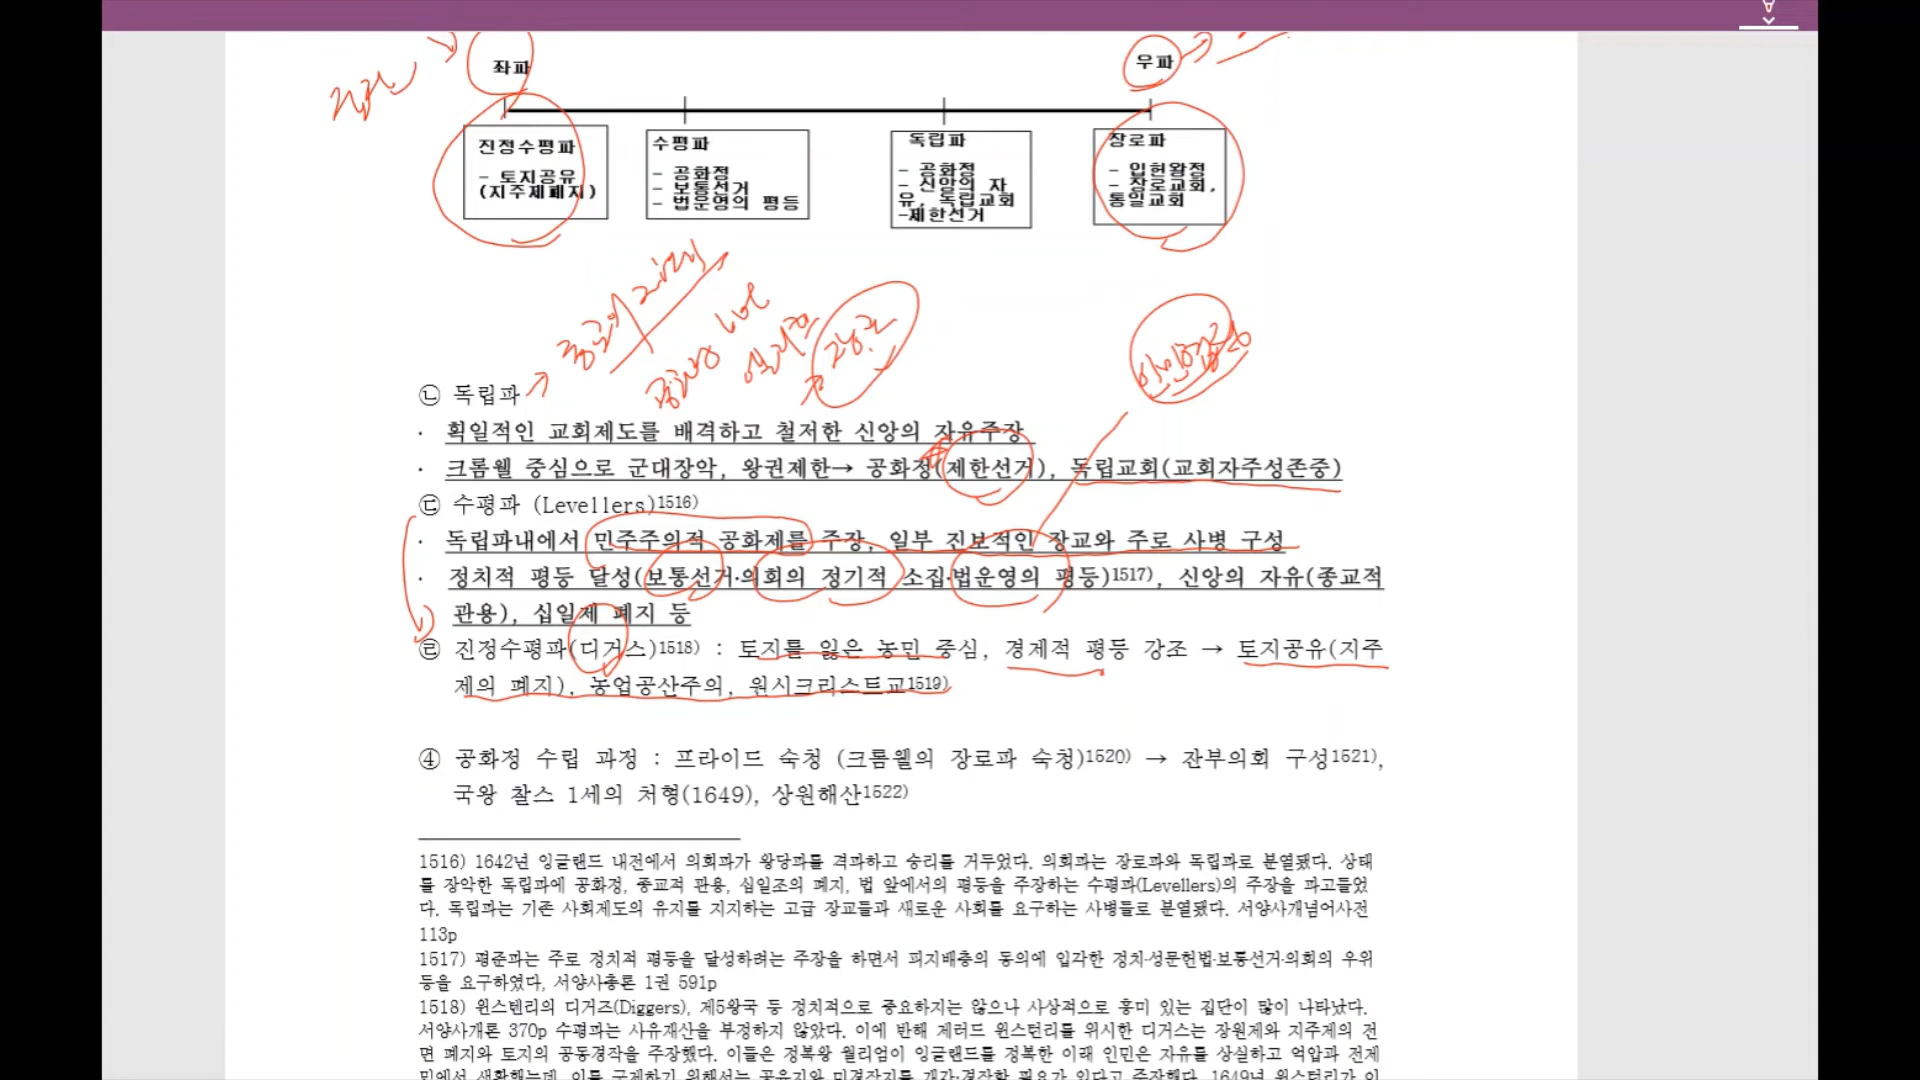 좌파
우파
진정수평파
- 토지공유
(지주제폐지)
수평파
- 공화정
- 보통선거
- 법운영의 평등
독립파
- 공화정
- 신앙의 자
유, 독립교회
-제한선거
장로파
- 입헌왕정
- 장로교회,
통일교회
㉡ 독립파
· 획일적인 교회제도를 배격하고 철저한 신앙의 자유주장
· 크롬웰 중심으로 군대장악, 왕권제한→ 공화정(제한선거), 독립교회(교회자주성존중)
㉢ 수평파 (Levellers)1516)
· 독립파내에서 민주주의적 공화제를 주장, 일부 진보적인 장교와 주로 사병 구성
· 정치적 평등 달성(보통선거·의회의 정기적 소집·법운영의 평등)1517), 신앙의 자유(종교적
관용), 십일제 폐지 등
㉣ 진정수평파(디거스)1518) : 토지를 잃은 농민 중심, 경제적 평등 강조 → 토지공유(지주
제의 폐지), 농업공산주의, 원시크리스트교1519)
④ 공화정 수립 과정 : 프라이드 숙청 (크롬웰의 장로파 숙청)1520) → 잔부의회 구성1521),
국왕 찰스 1세의 처형(1649), 상원해산1522)
1516) 1642년 잉글랜드 내전에서 의회파가 왕당파를 격파하고 승리를 거두었다. 의회파는 장로파와 독립파로 분열됐다. 상태
를 장악한 독립파에 공화정, 종교적 관용, 십일조의 폐지, 법 앞에서의 평등을 주장하는 수평파(Levellers)의 주장을 파고들었
다. 독립파는 기존 사회제도의 유지를 지지하는 고급 장교들과 새로운 사회를 요구하는 사병들로 분열됐다. 서양사개념어사전
113p
1517) 평준파는 주로 정치적 평등을 달성하려는 주장을 하면서 피지배층의 동의에 입각한 정치·성문헌법·보통선거·의회의 우위
등을 요구하였다, 서양사총론 1권 591p
1518) 윈스텐리의 디거즈(Diggers), 제5왕국 등 정치적으로 중요하지는 않으나 사상적으로 흥미 있는 집단이 많이 나타났다.
서양사개론 370p 수평파는 사유재산을 부정하지 않았다. 이에 반해 제러드 윈스턴리를 위시한 디거스는 장원제와 지주제의 전
면 폐지와 토지의 공동경작을 주장했다. 이들은 정복왕 윌리엄이 잉글랜드를 정복한 이래 인민은 자유를 상실하고 억압과 전제